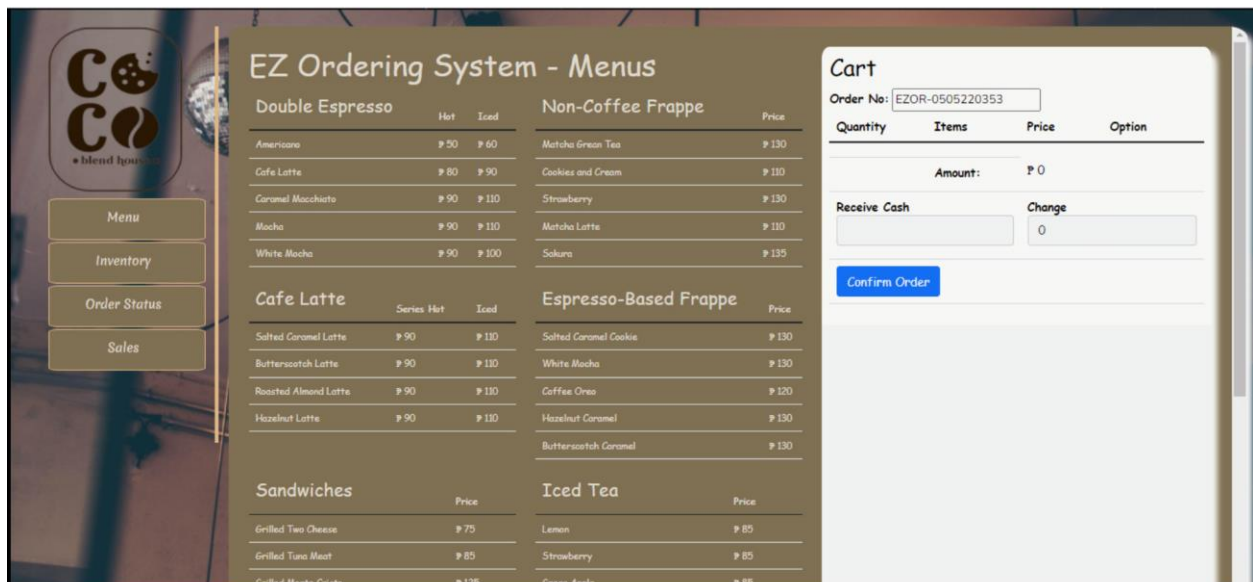 COCO
• blend house
Menu
Inventory
Order Status
Sales
EZ Ordering System - Menus
Double Espresso Hot Iced
Americano ₱ 50 ₱ 60
Cafe Latte ₱ 80 ₱ 90
Caramel Macchiato ₱ 90 ₱ 110
Mocha ₱ 90 ₱ 110
White Mocha ₱ 90 ₱ 100
Cafe Latte Series Hot Iced
Salted Caramel Latte ₱ 90 ₱ 110
Butterscotch Latte ₱ 90 ₱ 110
Roasted Almond Latte ₱ 90 ₱ 110
Hazelnut Latte ₱ 90 ₱ 110
Sandwiches Price
Grilled Two Cheese ₱ 75
Grilled Tuna Meat ₱ 85
Non-Coffee Frappe Price
Matcha Green Tea ₱ 130
Cookies and Cream ₱ 110
Strawberry ₱ 130
Matcha Latte ₱ 110
Sakura ₱ 135
Espresso-Based Frappe Price
Salted Caramel Cookie ₱ 130
White Mocha ₱ 130
Coffee Oreo ₱ 120
Hazelnut Caramel ₱ 130
Butterscotch Caramel ₱ 130
Iced Tea Price
Lemon ₱ 85
Strawberry ₱ 85
Cart
Order No: EZOR-0505220353
Quantity Items Price Option
Amount: ₱ 0
Receive Cash Change
0
Confirm Order